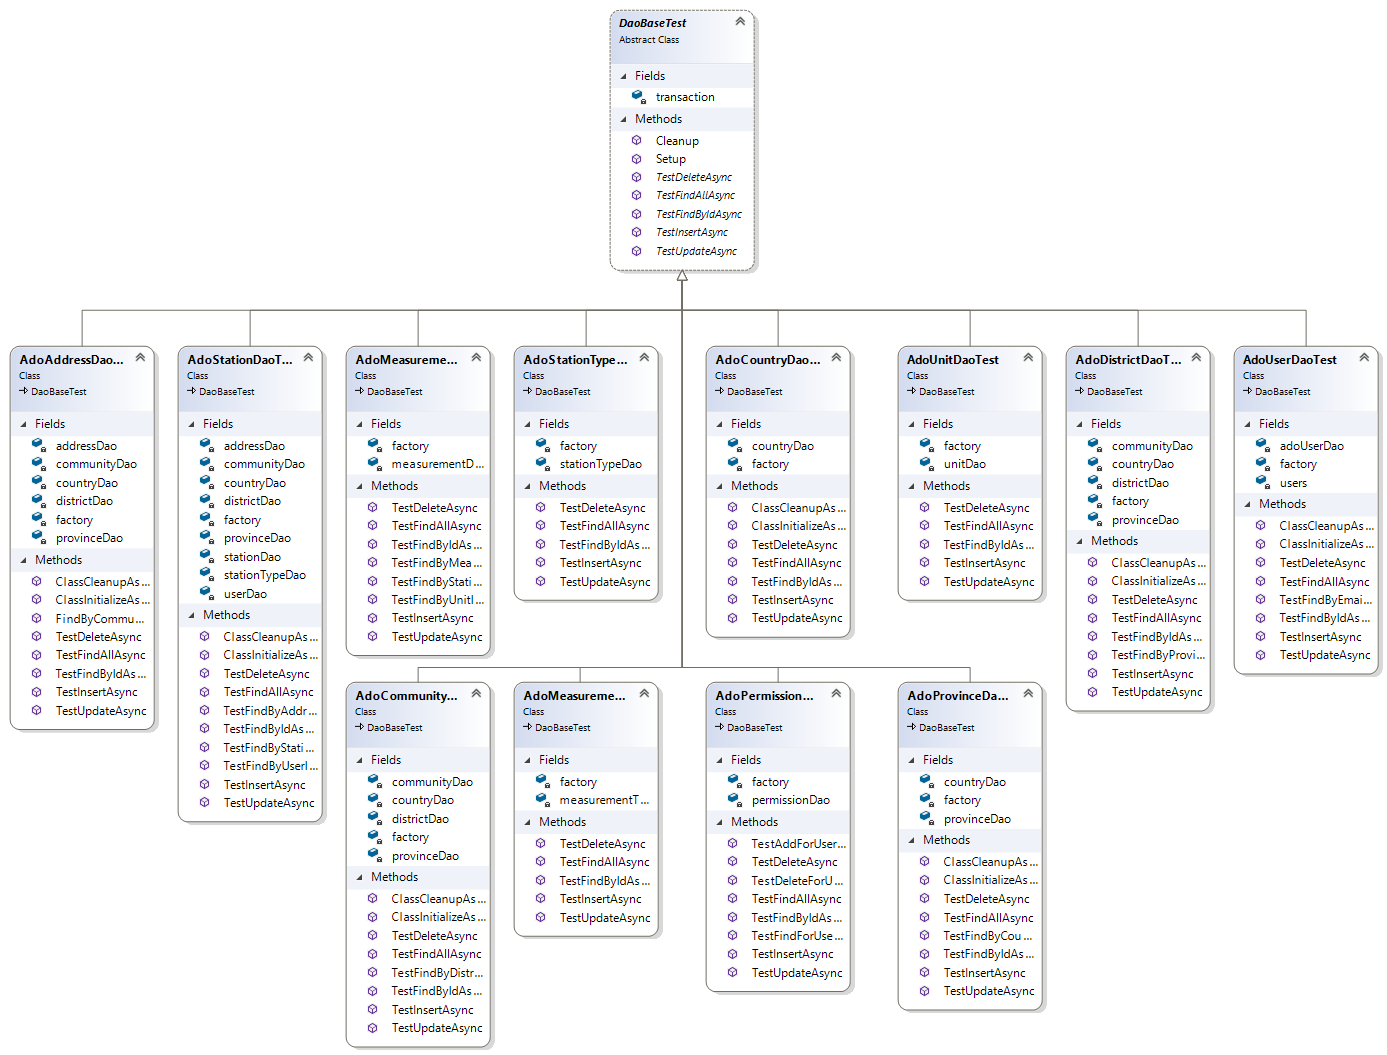 DaoBaseTest
Abstract Class
Fields
transaction
Methods
Cleanup
Setup
TestDeleteAsync
TestFindAllAsync
TestFindByIdAsync
TestInsertAsync
TestUpdateAsync
AdoAddressDao...
Class
DaoBaseTest
Fields
addressDao
communityDao
countryDao
districtDao
factory
provinceDao
Methods
ClassCleanupAs...
ClassInitializeAs...
FindByCommu...
TestDeleteAsync
TestFindAllAsync
TestFindByIdAs...
TestInsertAsync
TestUpdateAsync
AdoStationDaoT...
Class
DaoBaseTest
Fields
addressDao
communityDao
countryDao
districtDao
factory
provinceDao
stationDao
stationTypeDao
userDao
Methods
ClassCleanupAs...
ClassInitializeAs...
TestDeleteAsync
TestFindAllAsync
TestFindByAddr...
TestFindByIdAs...
TestFindByStati...
TestFindByUserI...
TestInsertAsync
TestUpdateAsync
AdoMeasureme...
Class
DaoBaseTest
Fields
factory
measurementD...
Methods
TestDeleteAsync
TestFindAllAsync
TestFindByIdAs...
TestFindByMea...
TestFindByStati...
TestFindByUnitI...
TestInsertAsync
TestUpdateAsync
AdoStationType...
Class
DaoBaseTest
Fields
factory
stationTypeDao
Methods
TestDeleteAsync
TestFindAllAsync
TestFindByIdAs...
TestInsertAsync
TestUpdateAsync
AdoCountryDao...
Class
DaoBaseTest
Fields
countryDao
factory
Methods
ClassCleanupAs...
ClassInitializeAs...
TestDeleteAsync
TestFindAllAsync
TestFindByIdAs...
TestInsertAsync
TestUpdateAsync
AdoUnitDaoTest
Class
DaoBaseTest
Fields
factory
unitDao
Methods
TestDeleteAsync
TestFindAllAsync
TestFindByIdAs...
TestInsertAsync
TestUpdateAsync
AdoDistrictDaoT...
Class
DaoBaseTest
Fields
communityDao
countryDao
districtDao
factory
provinceDao
Methods
ClassCleanupAs...
ClassInitializeAs...
TestDeleteAsync
TestFindAllAsync
TestFindByIdAs...
TestFindByProvi...
TestInsertAsync
TestUpdateAsync
AdoUserDaoTest
Class
DaoBaseTest
Fields
adoUserDao
factory
users
Methods
ClassCleanupAs...
ClassInitializeAs...
TestDeleteAsync
TestFindAllAsync
TestFindByEmai...
TestFindByIdAs...
TestInsertAsync
TestUpdateAsync
AdoCommunity...
Class
DaoBaseTest
Fields
communityDao
countryDao
districtDao
factory
provinceDao
Methods
ClassCleanupAs...
ClassInitializeAs...
TestDeleteAsync
TestFindAllAsync
TestFindByDistr...
TestFindByIdAs...
TestInsertAsync
TestUpdateAsync
AdoMeasureme...
Class
DaoBaseTest
Fields
factory
measurementT...
Methods
TestDeleteAsync
TestFindAllAsync
TestFindByIdAs...
TestInsertAsync
TestUpdateAsync
AdoPermission...
Class
DaoBaseTest
Fields
factory
permissionDao
Methods
TestAddForUser...
TestDeleteAsync
TestDeleteForU...
TestFindAllAsync
TestFindByIdAs...
TestFindForUse...
TestInsertAsync
TestUpdateAsync
AdoProvinceDa...
Class
DaoBaseTest
Fields
countryDao
factory
provinceDao
Methods
ClassCleanupAs...
ClassInitializeAs...
TestDeleteAsync
TestFindAllAsync
TestFindByCou...
TestFindByIdAs...
TestInsertAsync
TestUpdateAsync